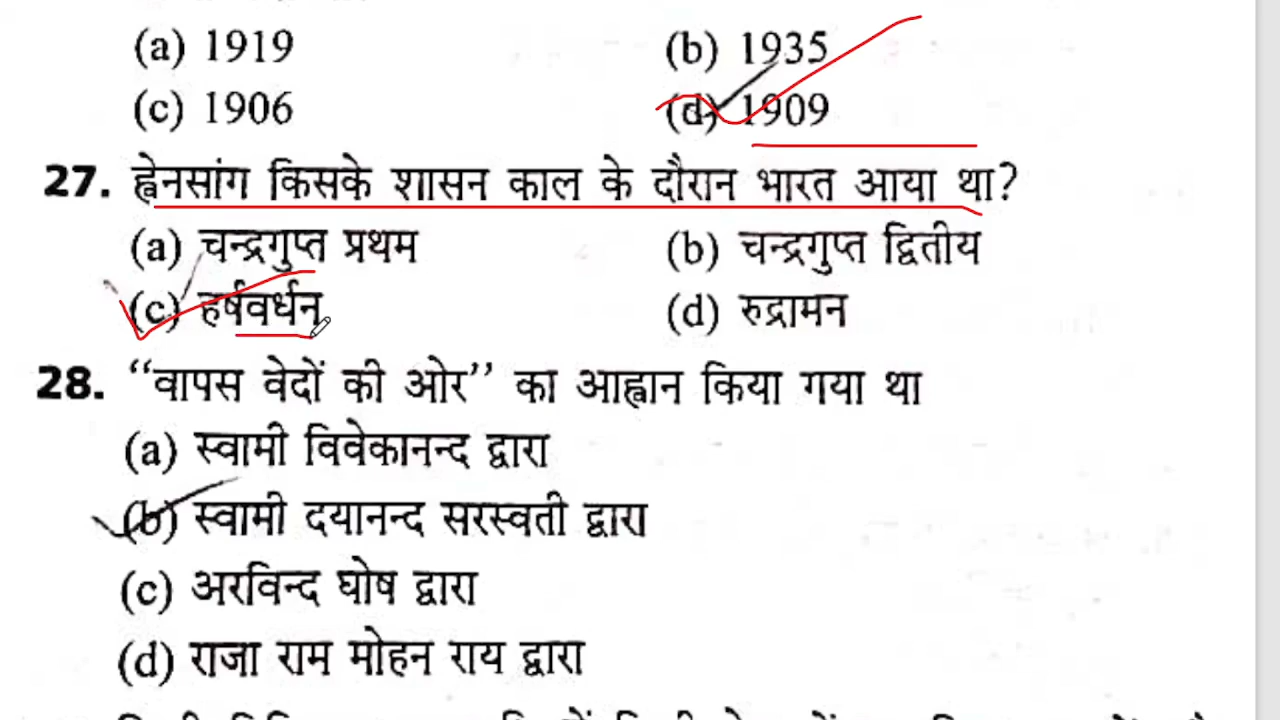 (a) 1919 (b) 1935
(c) 1906 (d) 1909
27. ह्वेनसांग किसके शासन काल के दौरान भारत आया था?
(a) चन्द्रगुप्त प्रथम (b) चन्द्रगुप्त द्वितीय
(c) हर्षवर्धन (d) रुद्रामन
28. “वापस वेदों की ओर” का आह्वान किया गया था
(a) स्वामी विवेकानन्द द्वारा
(b) स्वामी दयानन्द सरस्वती द्वारा
(c) अरविन्द घोष द्वारा
(d) राजा राम मोहन राय द्वारा